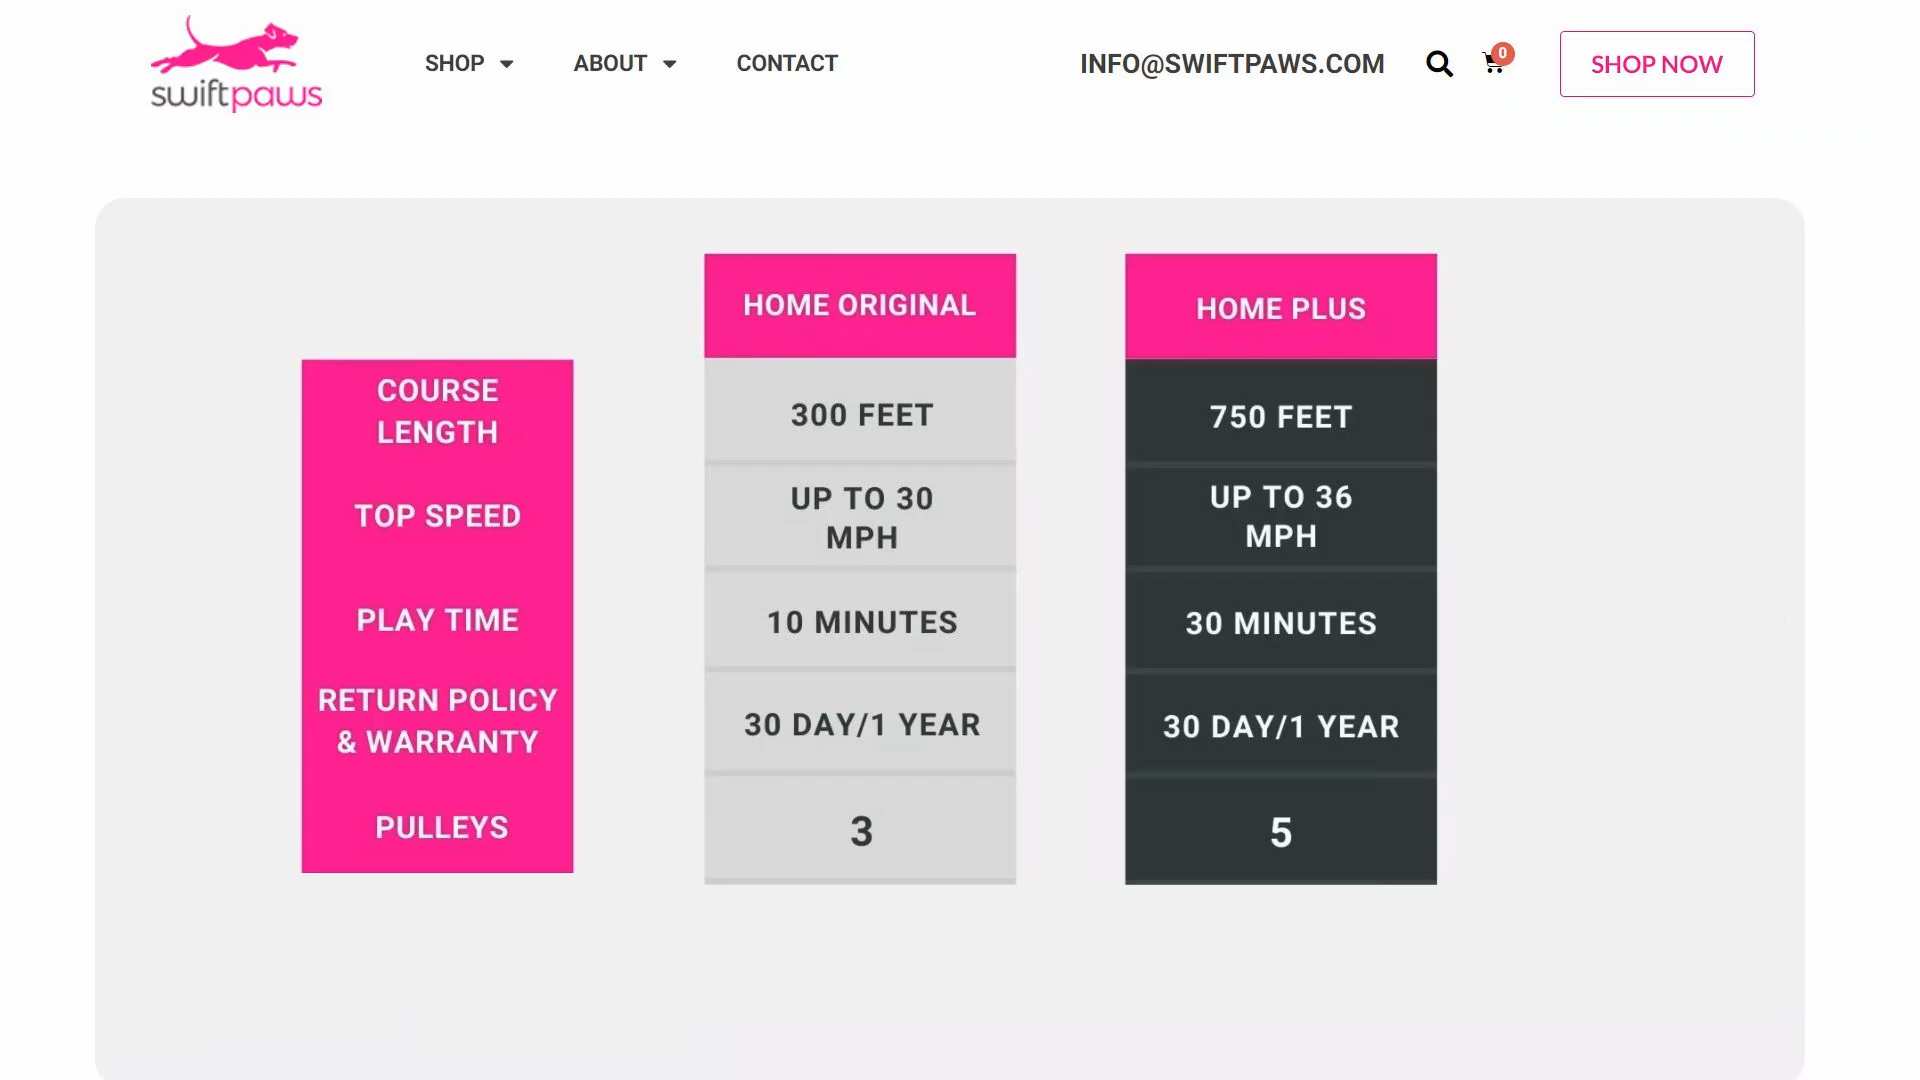 swiftpaws
SHOP
ABOUT
CONTACT
INFO@SWIFTPAWS.COM
0
SHOP NOW
HOME ORIGINAL
HOME PLUS
COURSE
LENGTH
300 FEET
750 FEET
TOP SPEED
UP TO 30
MPH
UP TO 36
MPH
PLAY TIME
10 MINUTES
30 MINUTES
RETURN POLICY
& WARRANTY
30 DAY/1 YEAR
30 DAY/1 YEAR
PULLEYS
3
5